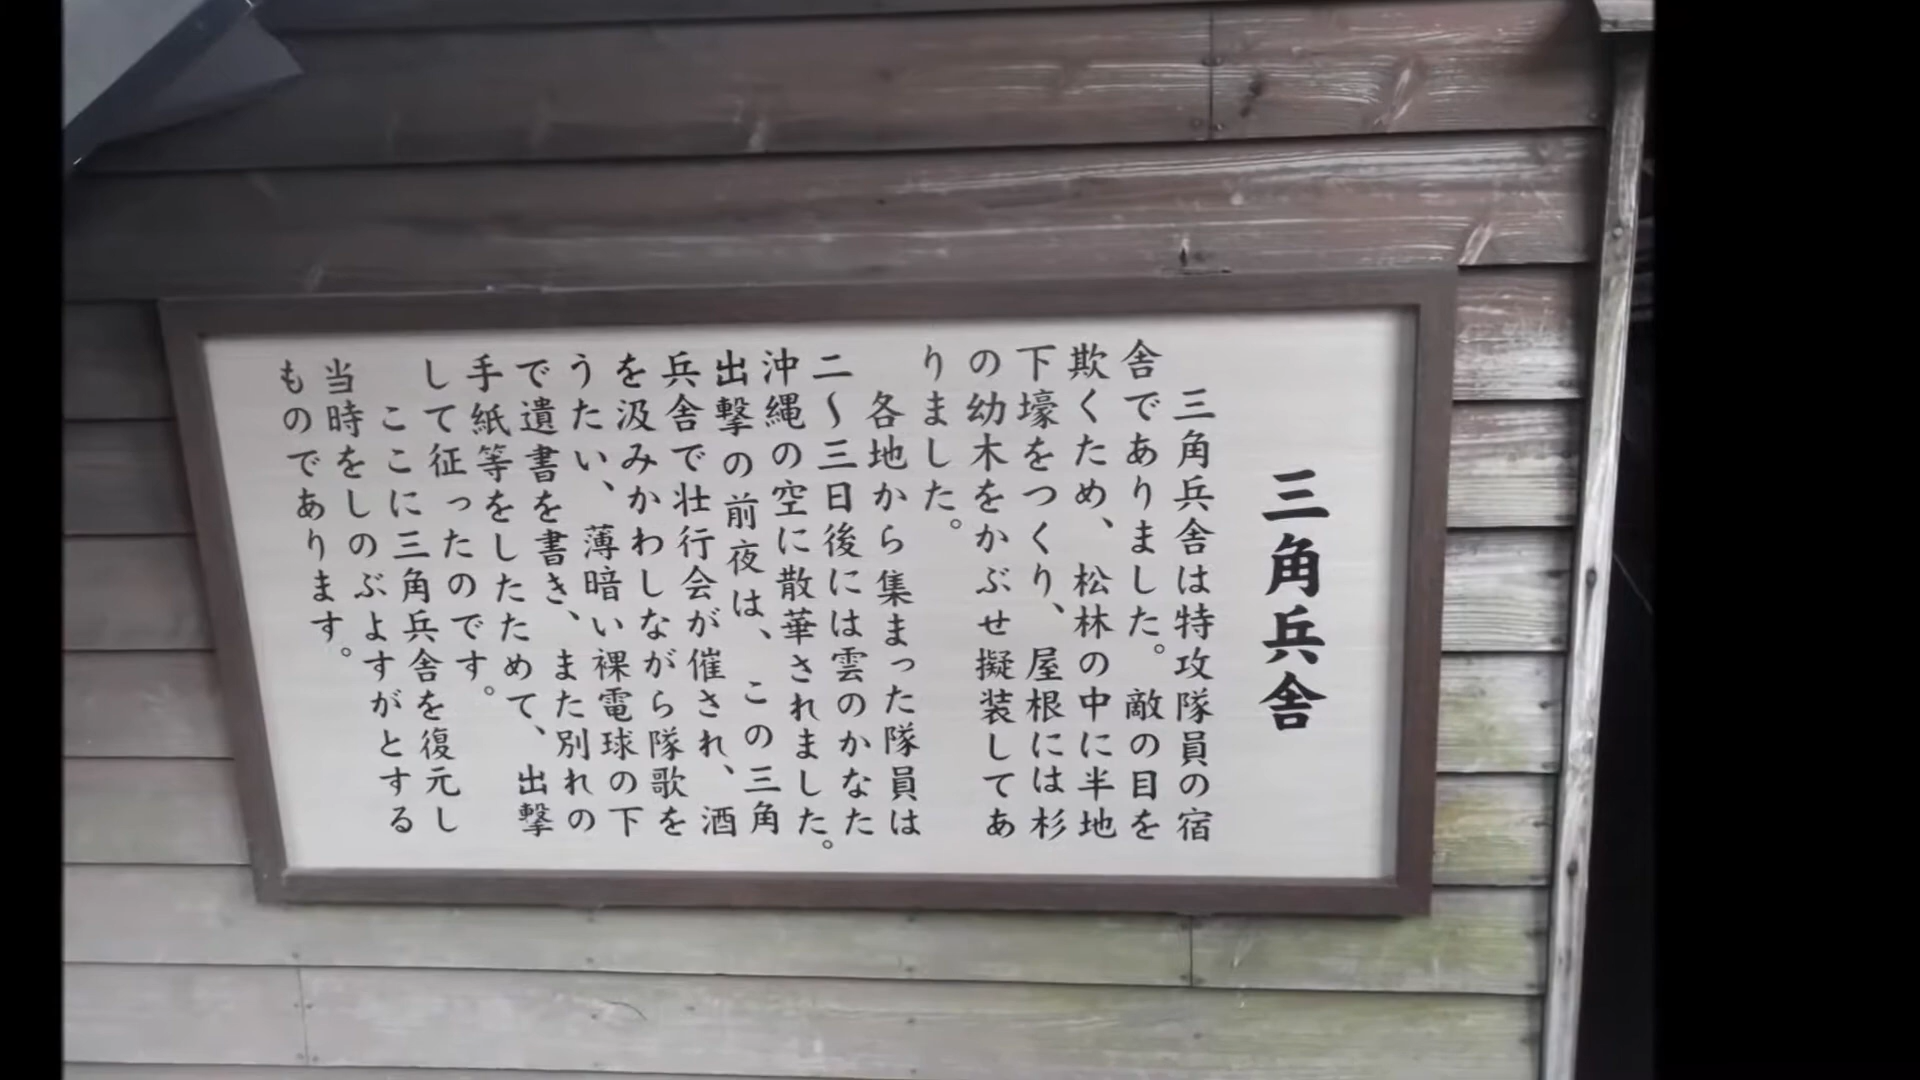 三角兵舎
三角兵舎は特攻隊員の宿
舎でありました。敵の目を
欺くため、松林の中に半地
下壕をつくり、屋根には杉
の幼木をかぶせ擬装してあ
りました。
各地から集まった隊員は
二〜三日後には雲のかなた
沖縄の空に散華されました。
出撃の前夜は、この三角
兵舎で壮行会が催され、酒
を汲みかわしながら隊歌を
うたい、薄暗い裸電球の下
で遺書を書き、また別れの
手紙等をしたためて、出撃
して征ったのです。
ここに三角兵舎を復元し
当時をしのぶよすがとする
ものであります。